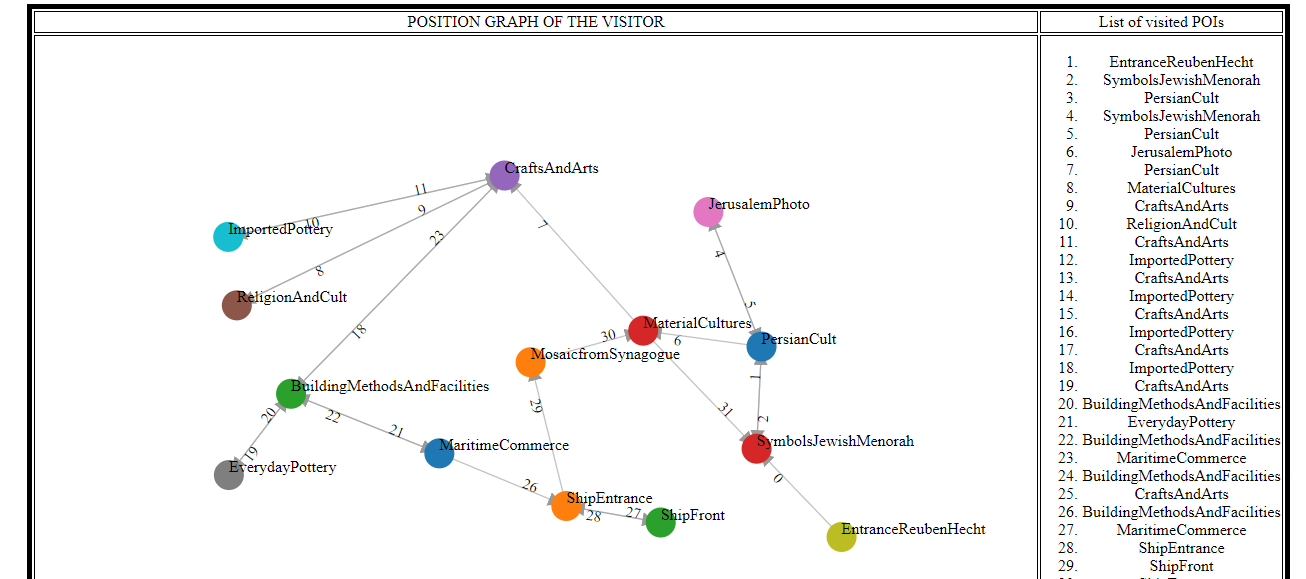 POSITION GRAPH OF THE VISITOR
List of visited POIs
CraftsAndArts
11
9
10
ImportedPottery
23
7
JerusalemPhoto
4
8
ReligionAndCult
5
18
MaterialCultures
30
6
PersianCult
MosaicfromSynagogue
1
BuildingMethodsAndFacilities
20
22
29
31
2
21
MaritimeCommerce
SymbolsJewishMenorah
19
EverydayPottery
26
0
ShipEntrance
28
27
ShipFront
EntranceReubenHecht
1. EntranceReubenHecht
2. SymbolsJewishMenorah
3. PersianCult
4. SymbolsJewishMenorah
5. PersianCult
6. JerusalemPhoto
7. PersianCult
8. MaterialCultures
9. CraftsAndArts
10. ReligionAndCult
11. CraftsAndArts
12. ImportedPottery
13. CraftsAndArts
14. ImportedPottery
15. CraftsAndArts
16. ImportedPottery
17. CraftsAndArts
18. ImportedPottery
19. CraftsAndArts
20. BuildingMethodsAndFacilities
21. EverydayPottery
22. BuildingMethodsAndFacilities
23. MaritimeCommerce
24. BuildingMethodsAndFacilities
25. CraftsAndArts
26. BuildingMethodsAndFacilities
27. MaritimeCommerce
28. ShipEntrance
29. ShipFront